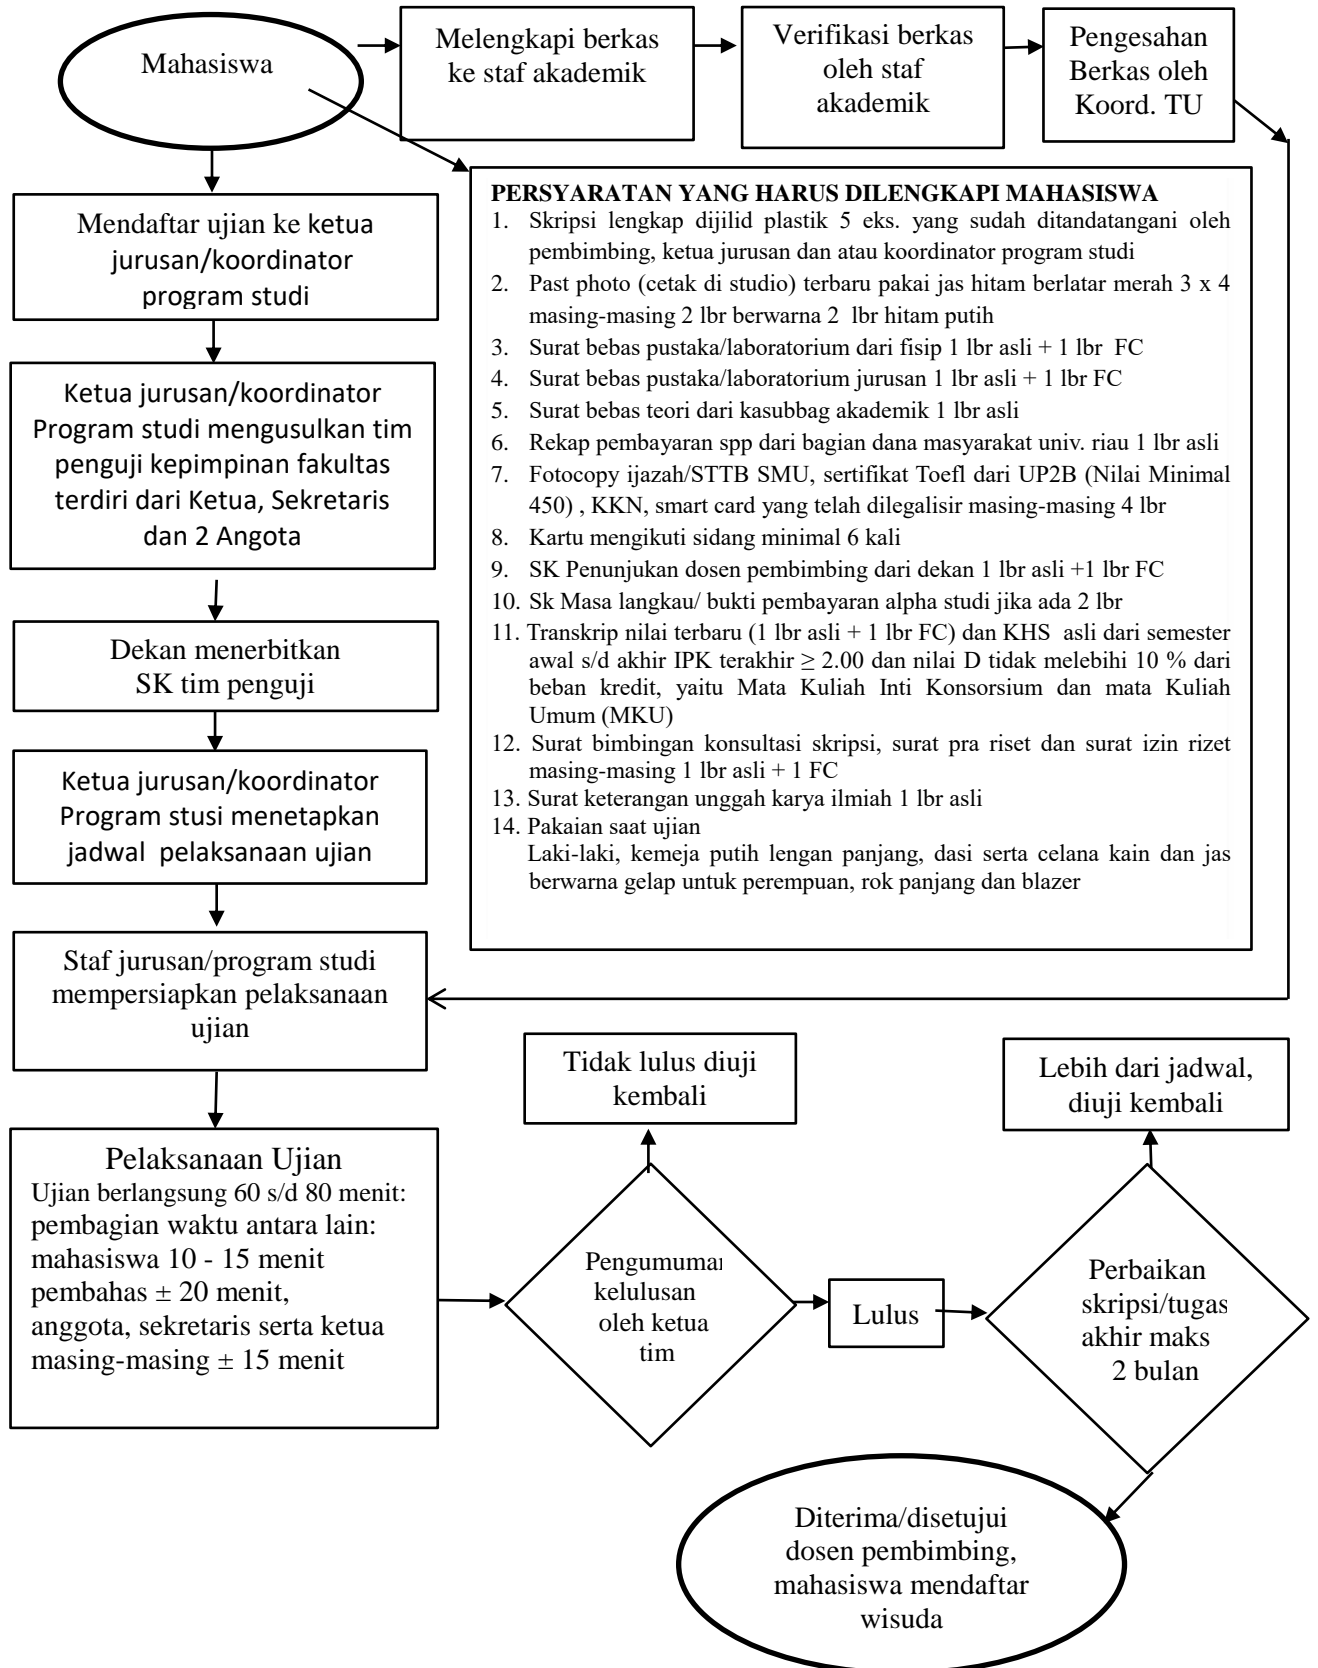 Mahasiswa
Melengkapi berkas
ke staf akademik
Verifikasi berkas
oleh staf
akademik
Pengesahan
Berkas oleh
Koord. TU
Mendaftar ujian ke ketua
jurusan/koordinator
program studi
Ketua jurusan/koordinator
Program studi mengusulkan tim
penguji kepimpinan fakultas
terdiri dari Ketua, Sekretaris
dan 2 Angota
Dekan menerbitkan
SK tim penguji
Ketua jurusan/koordinator
Program stusi menetapkan
jadwal pelaksanaan ujian
Staf jurusan/program studi
mempersiapkan pelaksanaan
ujian
PERSYARATAN YANG HARUS DILENGKAPI MAHASISWA
1. Skripsi lengkap dijilid plastik 5 eks. yang sudah ditandatangani oleh
pembimbing, ketua jurusan dan atau koordinator program studi
2. Past photo (cetak di studio) terbaru pakai jas hitam berlatar merah 3 x 4
masing-masing 2 lbr berwarna 2 lbr hitam putih
3. Surat bebas pustaka/laboratorium dari fisip 1 lbr asli + 1 lbr FC
4. Surat bebas pustaka/laboratorium jurusan 1 lbr asli + 1 lbr FC
5. Surat bebas teori dari kasubbag akademik 1 lbr asli
6. Rekap pembayaran spp dari bagian dana masyarakat univ. riau 1 lbr asli
7. Fotocopy ijazah/STTB SMU, sertifikat Toefl dari UP2B (Nilai Minimal
450) , KKN, smart card yang telah dilegalisir masing-masing 4 lbr
8. Kartu mengikuti sidang minimal 6 kali
9. SK Penunjukan dosen pembimbing dari dekan 1 lbr asli +1 lbr FC
10. Sk Masa langkau/ bukti pembayaran alpha studi jika ada 2 lbr
11. Transkrip nilai terbaru (1 lbr asli + 1 lbr FC) dan KHS asli dari semester
awal s/d akhir IPK terakhir ≥ 2.00 dan nilai D tidak melebihi 10 % dari
beban kredit, yaitu Mata Kuliah Inti Konsorsium dan mata Kuliah
Umum (MKU)
12. Surat bimbingan konsultasi skripsi, surat pra riset dan surat izin rizet
masing-masing 1 lbr asli + 1 FC
13. Surat keterangan unggah karya ilmiah 1 lbr asli
14. Pakaian saat ujian
Laki-laki, kemeja putih lengan panjang, dasi serta celana kain dan jas
berwarna gelap untuk perempuan, rok panjang dan blazer
Pelaksanaan Ujian
Ujian berlangsung 60 s/d 80 menit:
pembagian waktu antara lain:
mahasiswa 10 - 15 menit
pembahas ± 20 menit,
anggota, sekretaris serta ketua
masing-masing ± 15 menit
Tidak lulus diuji
kembali
Pengumuman
kelulusan
oleh ketua
tim
Lulus
Lebih dari jadwal,
diuji kembali
Perbaikan
skripsi/tugas
akhir maks
2 bulan
Diterima/disetujui
dosen pembimbing,
mahasiswa mendaftar
wisuda